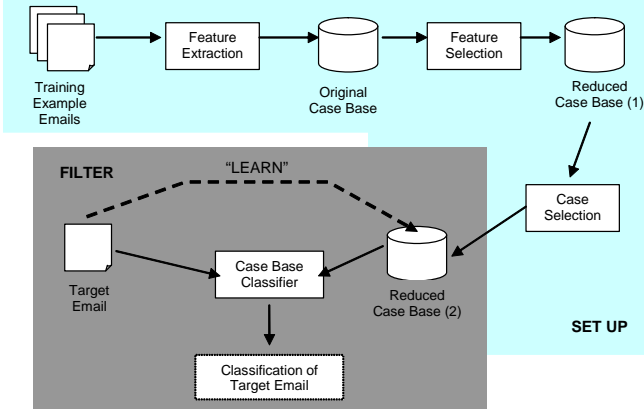 Training
Example
Emails
Feature
Extraction
Original
Case Base
Feature
Selection
Reduced
Case Base (1)
FILTER
"LEARN"
Case
Selection
Target
Email
Case Base
Classifier
Reduced
Case Base (2)
SET UP
Classification of
Target Email